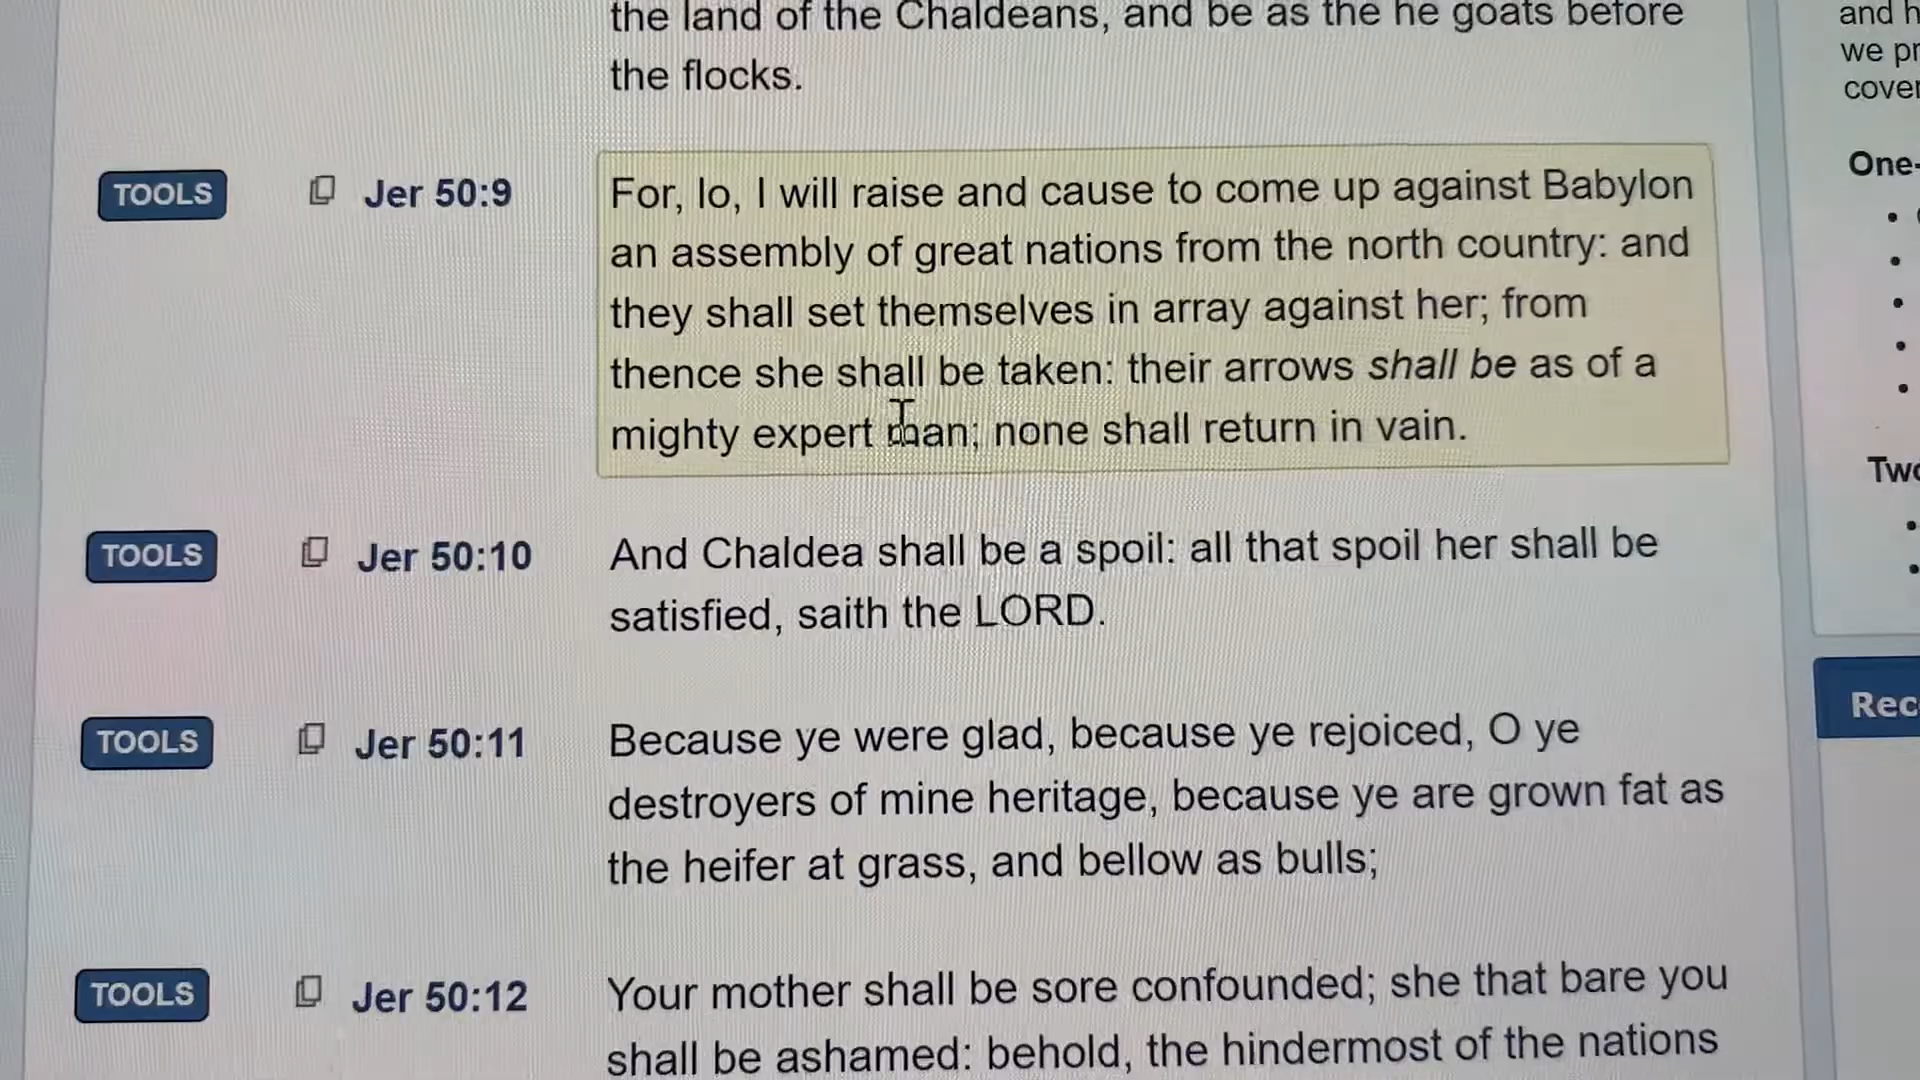 the land of the Chaldeans, and be as the he goats before
the flocks.
TOOLS Jer 50:9 For, lo, I will raise and cause to come up against Babylon
an assembly of great nations from the north country: and
they shall set themselves in array against her; from
thence she shall be taken: their arrows shall be as of a
mighty expert man; none shall return in vain.
TOOLS Jer 50:10 And Chaldea shall be a spoil: all that spoil her shall be
satisfied, saith the LORD.
TOOLS Jer 50:11 Because ye were glad, because ye rejoiced, O ye
destroyers of mine heritage, because ye are grown fat as
the heifer at grass, and bellow as bulls;
TOOLS Jer 50:12 Your mother shall be sore confounded; she that bare you
shall be ashamed: behold, the hindermost of the nations
and
we
One-